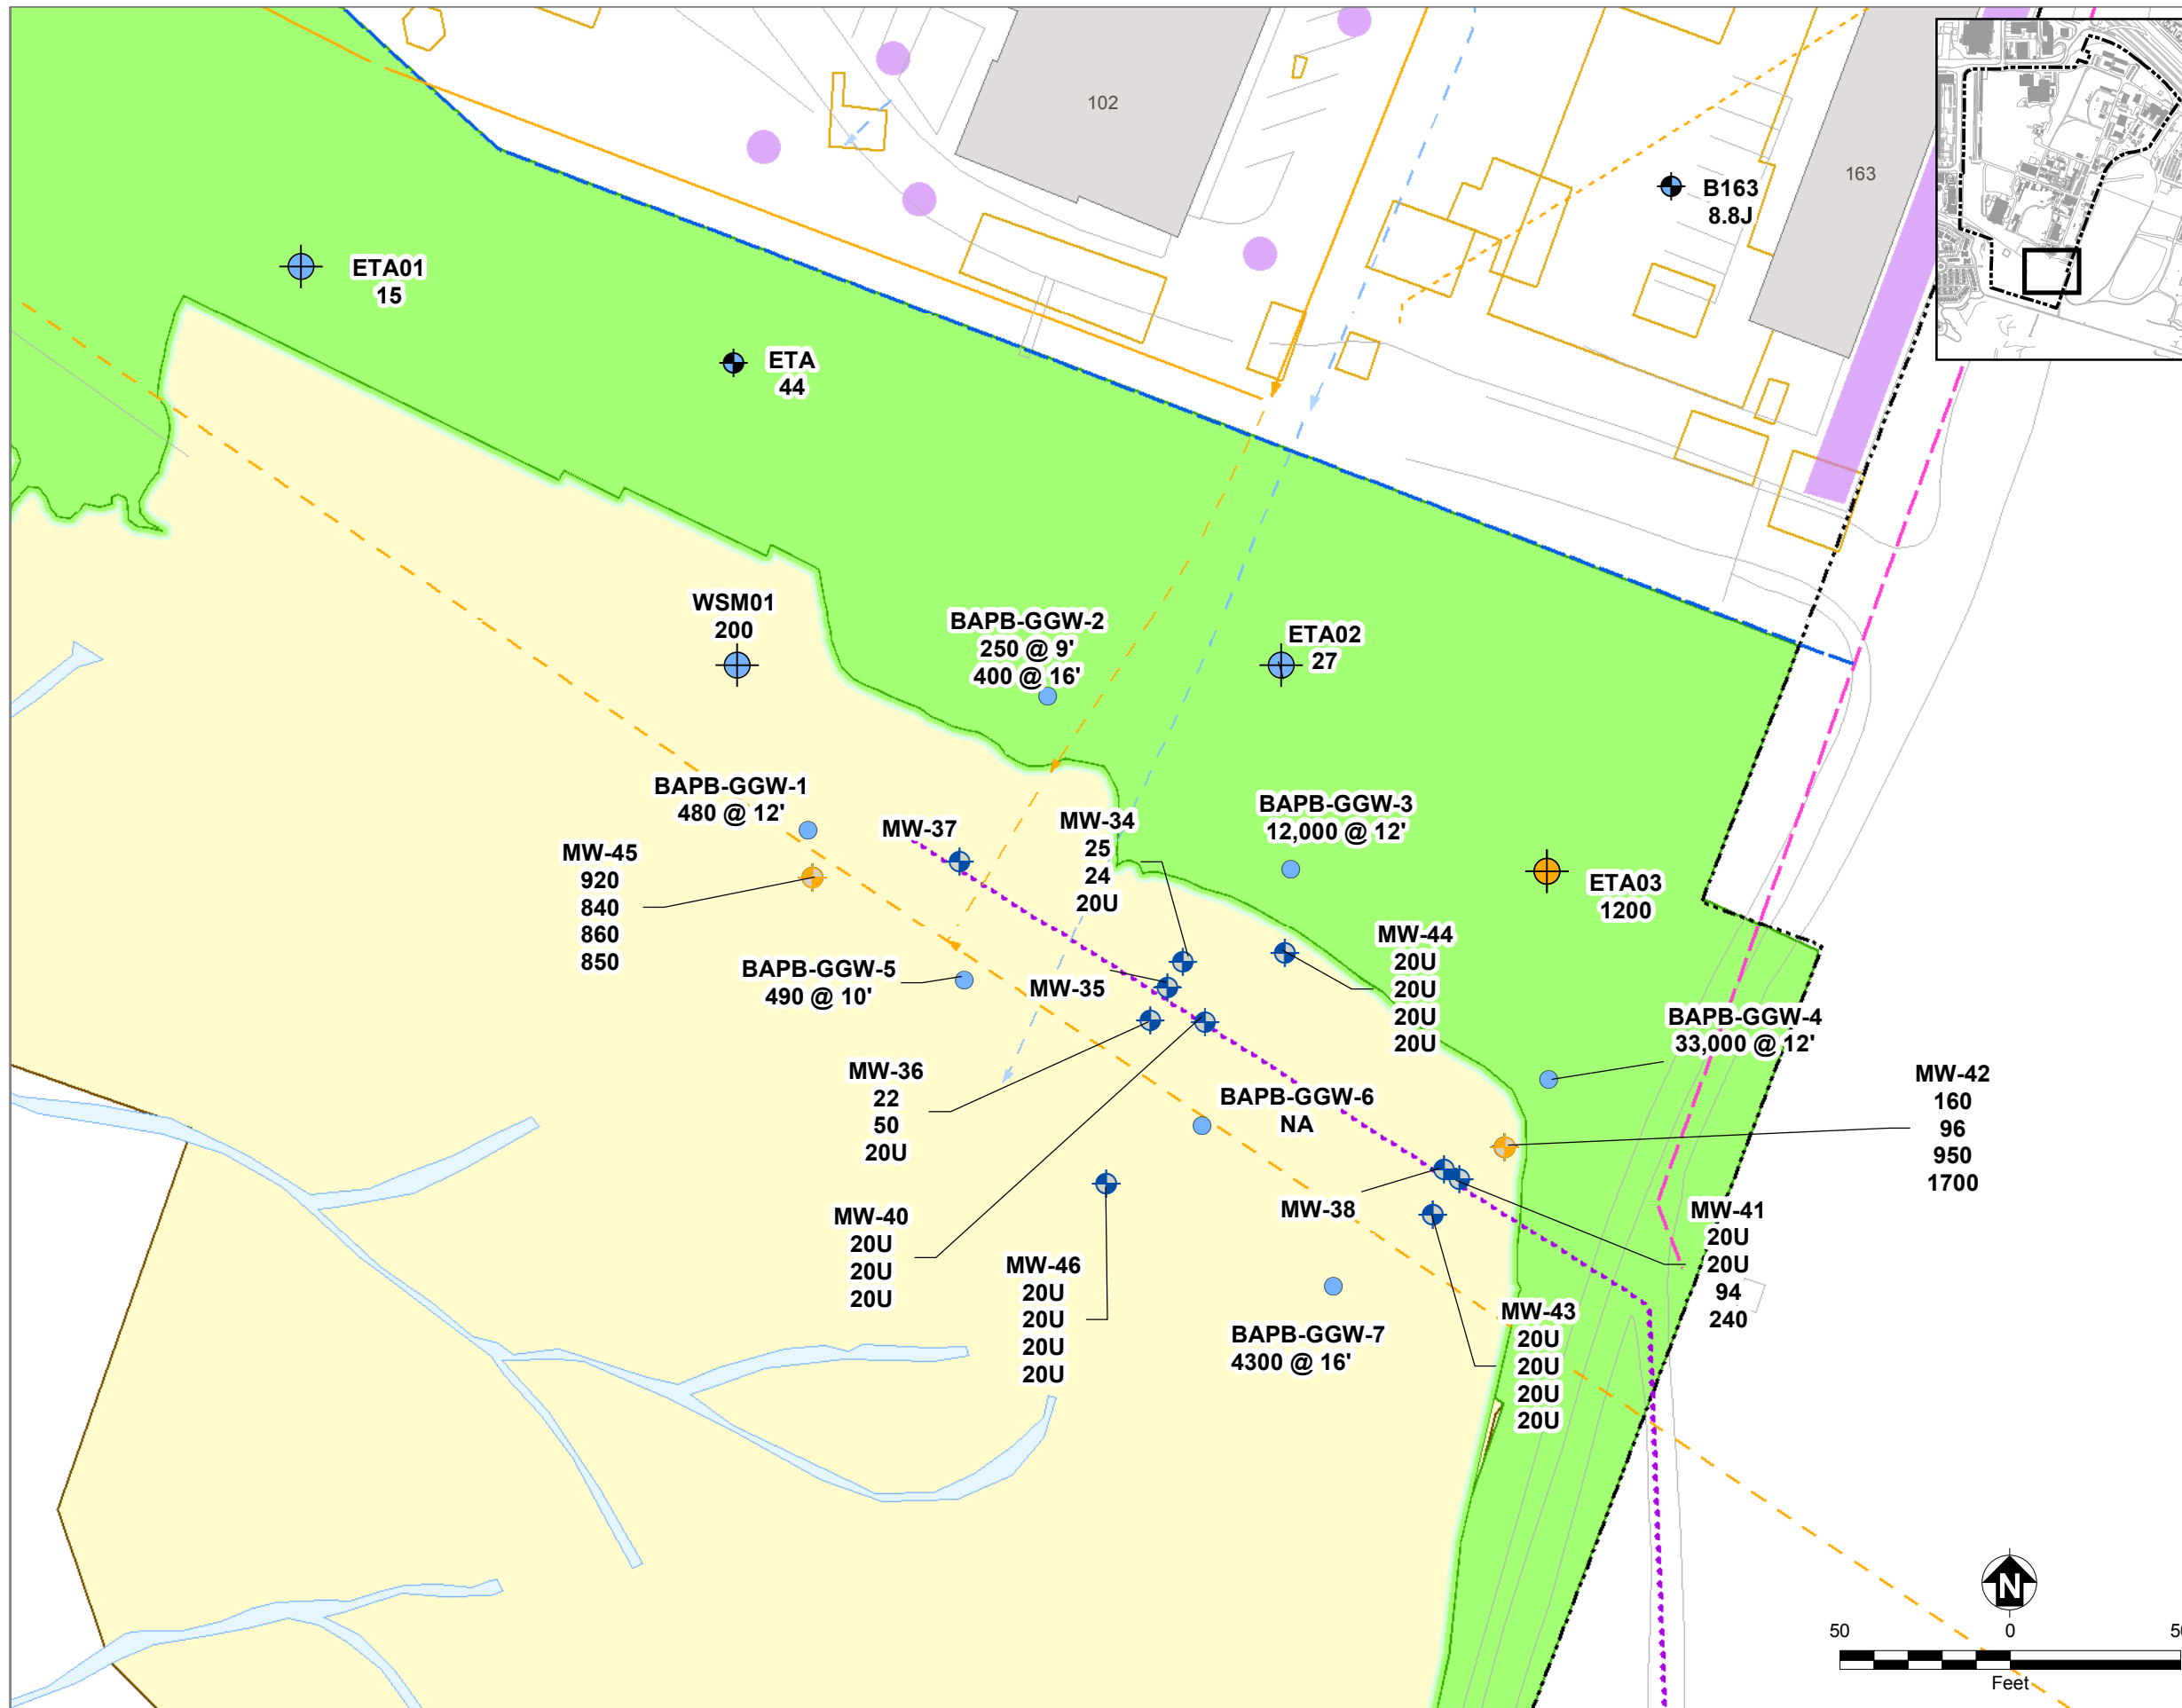 102
163
B163
8.8J
ETA01
15
ETA
44
WSM01
200
BAPB-GGW-2
250 @ 9'
400 @ 16'
ETA02
27
BAPB-GGW-1
480 @ 12'
MW-37
MW-34
25
24
20U
BAPB-GGW-3
12,000 @ 12'
MW-45
920
840
860
850
ETA03
1200
BAPB-GGW-5
490 @ 10'
MW-35
MW-44
20U
20U
20U
20U
BAPB-GGW-4
33,000 @ 12'
MW-36
22
50
20U
BAPB-GGW-6
NA
MW-42
160
96
950
1700
MW-40
20U
20U
20U
MW-38
MW-41
20U
20U
94
240
MW-46
20U
20U
20U
20U
BAPB-GGW-7
4300 @ 16'
MW-43
20U
20U
20U
20U
N
50
0
Feet